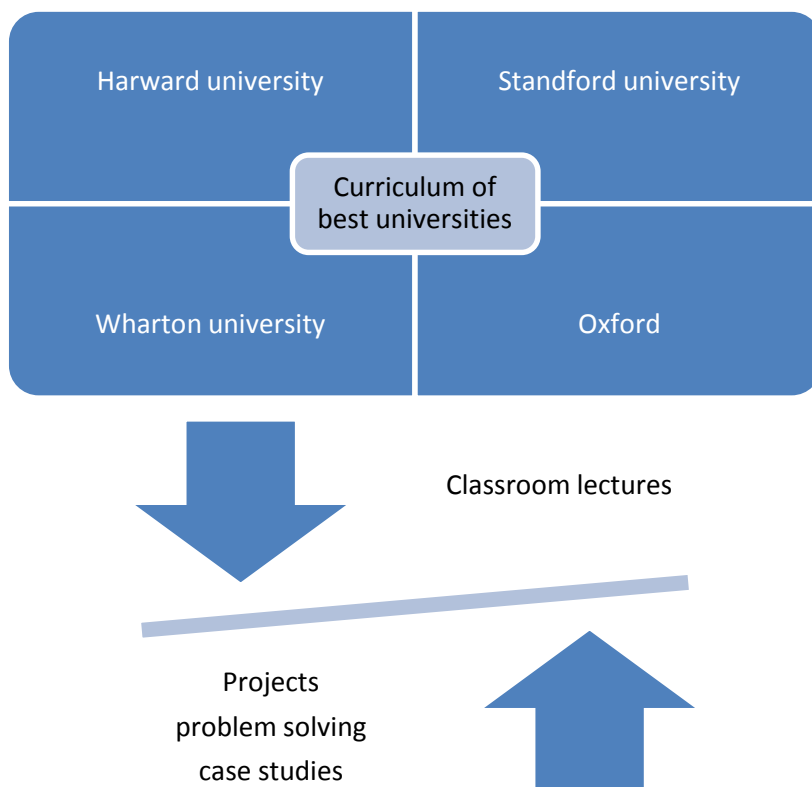 Harward university
Standford university
Curriculum of
best universities
Wharton university
Oxford
Classroom lectures
Projects
problem solving
case studies